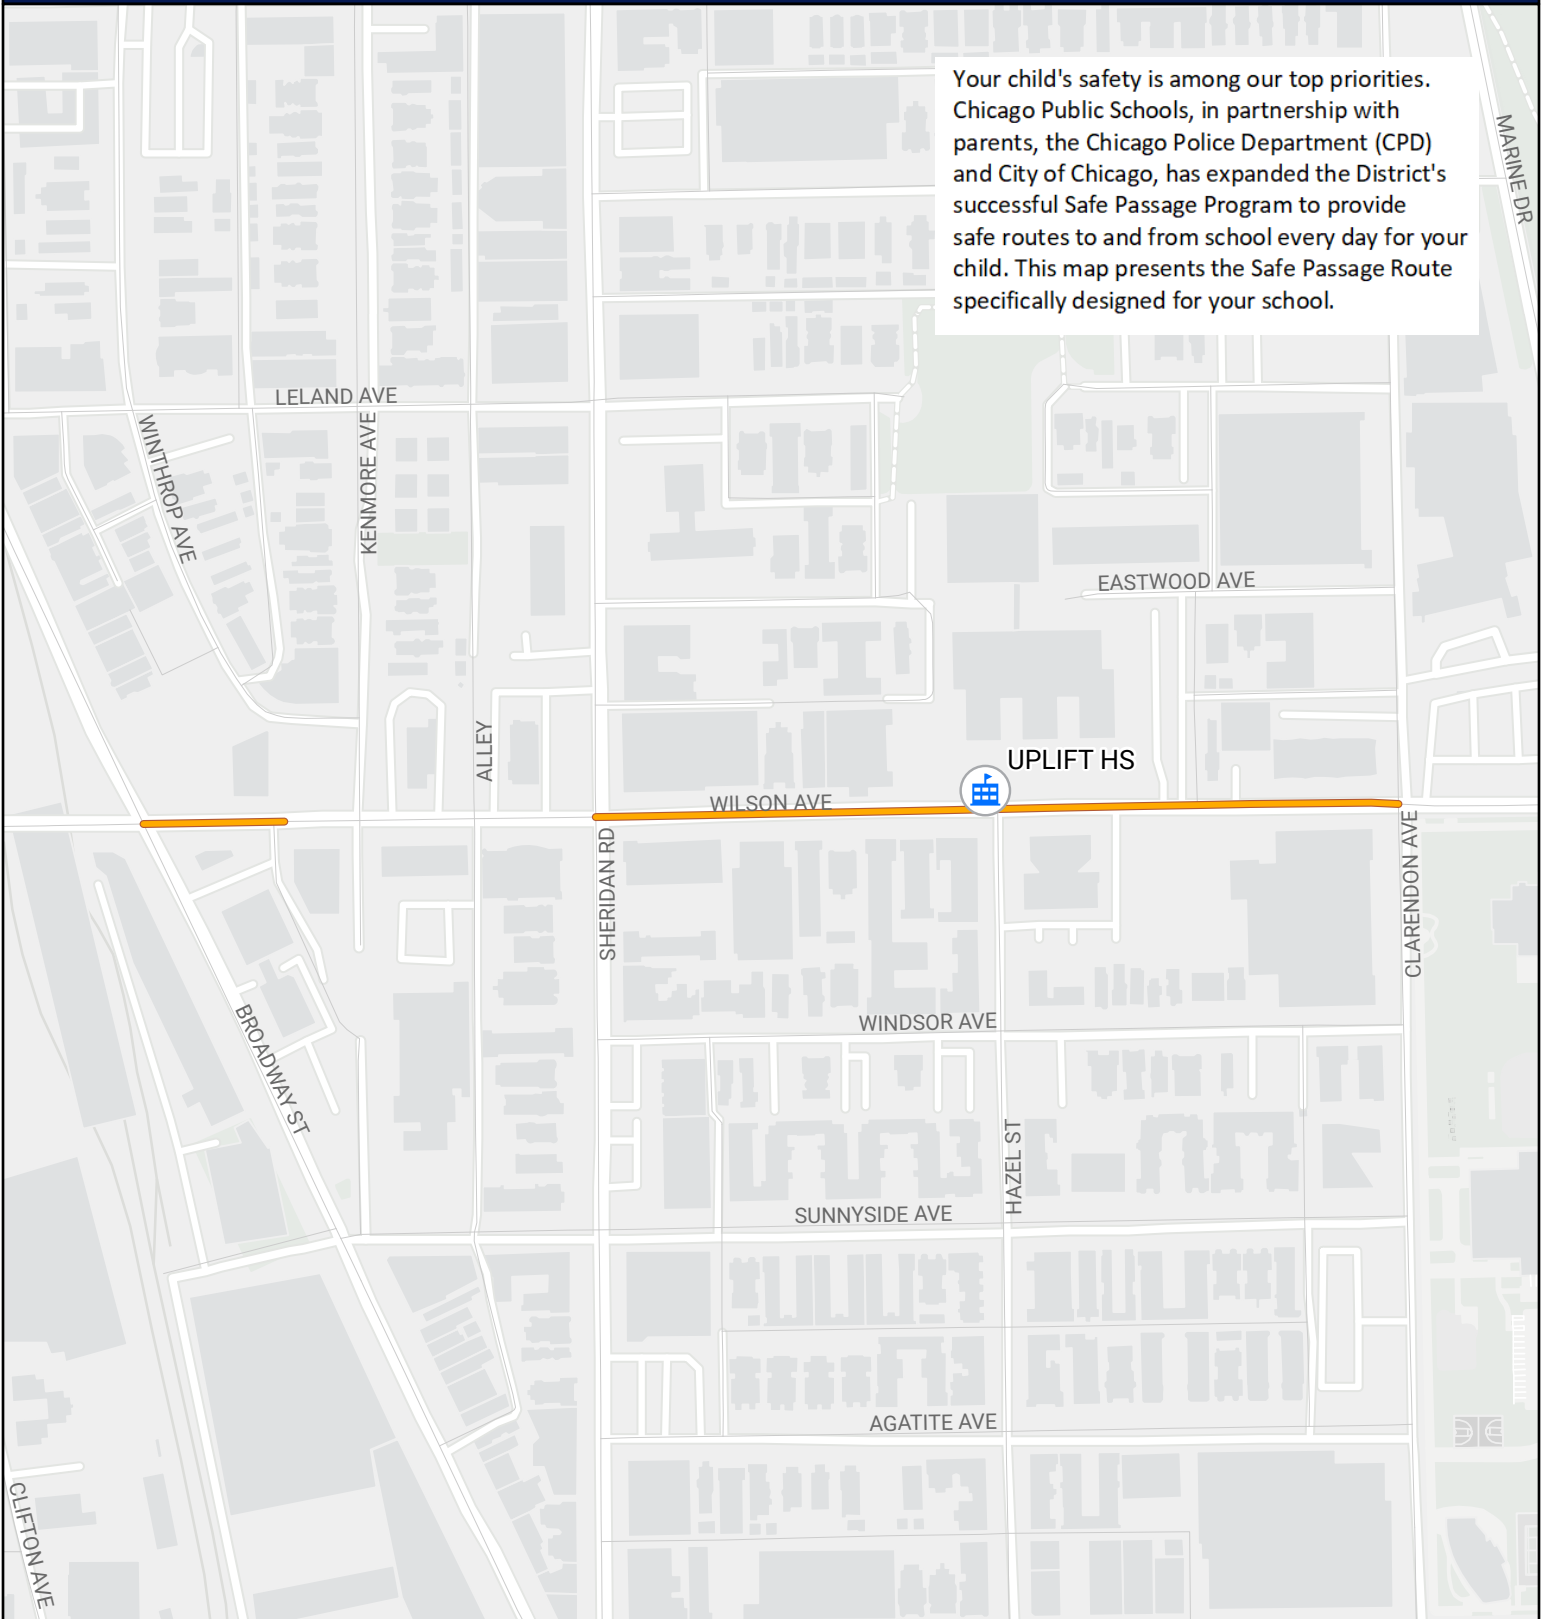 Your child's safety is among our top priorities.
Chicago Public Schools, in partnership with
parents, the Chicago Police Department (CPD)
and City of Chicago, has expanded the District's
successful Safe Passage Program to provide
safe routes to and from school every day for your
child. This map presents the Safe Passage Route
specifically designed for your school.
MARINE DR
LELAND AVE
WINTHROP AVE
KENMORE AVE
EASTWOOD AVE
ALLEY
UPLIFT HS
WILSON AVE
SHERIDAN RD
CLARENDON AVE
BROADWAY ST
WINDSOR AVE
HAZEL ST
SUNNYSIDE AVE
AGATITE AVE
CLIFTON AVE